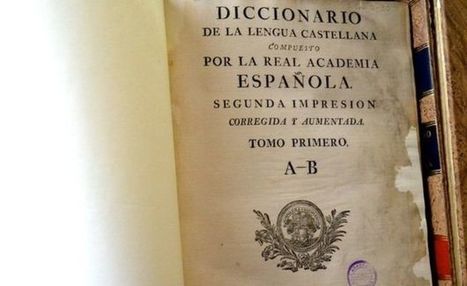 DICCIONARIO
DE LA LENGUA CASTELLANA
COMPUESTO
POR LA REAL ACADEMIA
ESPAÑOLA.
SEGUNDA IMPRESION
CORREGIDA Y AUMENTADA.
TOMO PRIMERO.
A-B